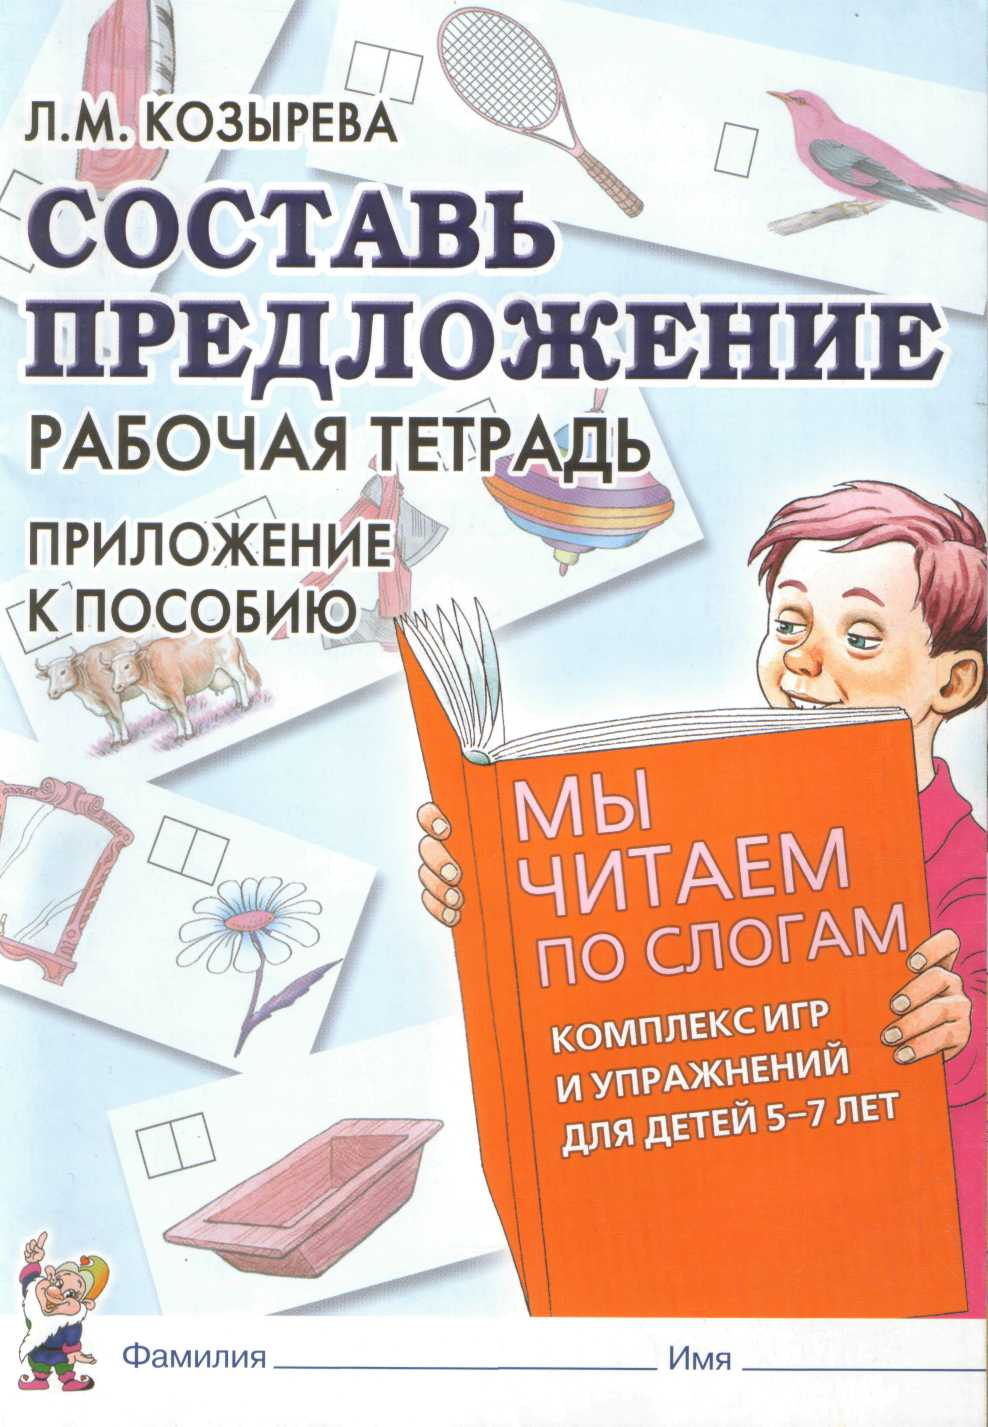 Л.М. КОЗЫРЕВА
СОСТАВЬ
ПРЕДЛОЖЕНИЕ
РАБОЧАЯ ТЕТРАДЬ
ПРИЛОЖЕНИЕ
К ПОСОБИЮ
МЫ
ЧИТАЕМ
ПО СЛОГАМ
КОМПЛЕКС ИГР
И УПРАЖНЕНИЙ
ДЛЯ ДЕТЕЙ 5–7 ЛЕТ
Фамилия Имя